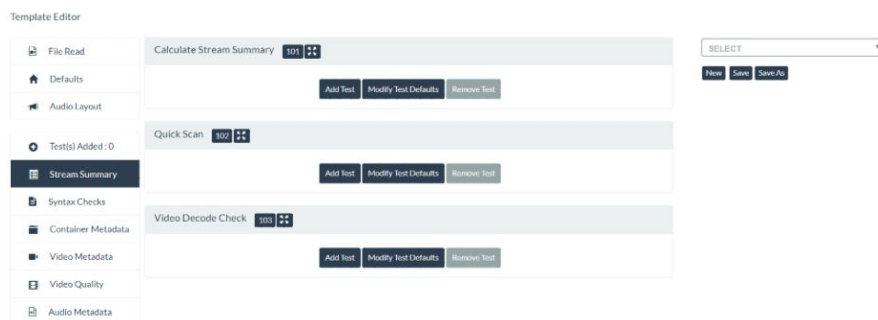 Template Editor
File Read
Defaults
Audio Layout
Test(s) Added : 0
Stream Summary
Syntax Checks
Container Metadata
Video Metadata
Video Quality
Audio Metadata
Calculate Stream Summary 101
Add Test Modify Test Defaults Remove Test
Quick Scan 102
Add Test Modify Test Defaults Remove Test
Video Decode Check 103
Add Test Modify Test Defaults Remove Test
SELECT
New Save Save As